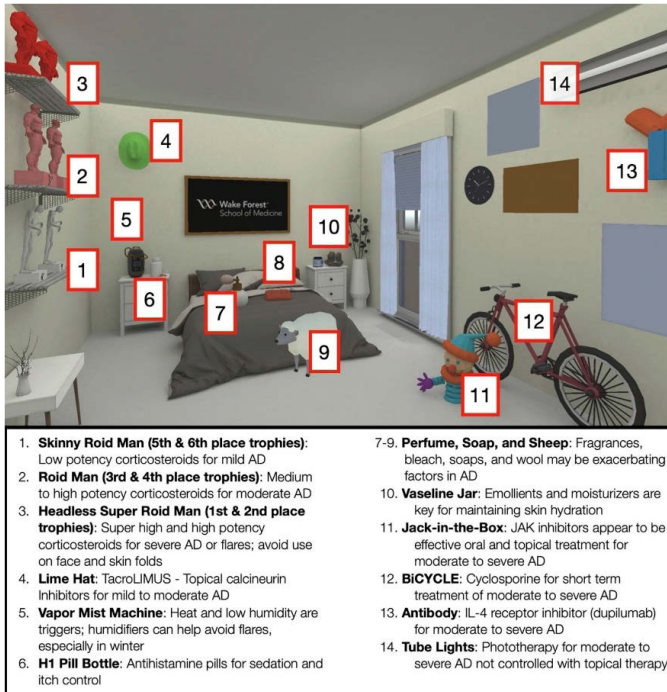 3
14
4
2
13
Wake Forest®
School of Medicine
5
10
1
6
8
7
9
12
11
1. Skinny Roid Man (5th & 6th place trophies):
Low potency corticosteroids for mild AD
2. Roid Man (3rd & 4th place trophies): Medium
to high potency corticosteroids for moderate AD
3. Headless Super Roid Man (1st & 2nd place
trophies): Super high and high potency
corticosteroids for severe AD or flares; avoid use
on face and skin folds
4. Lime Hat: TacroLIMUS - Topical calcineurin
Inhibitors for mild to moderate AD
5. Vapor Mist Machine: Heat and low humidity are
triggers; humidifiers can help avoid flares,
especially in winter
6. H1 Pill Bottle: Antihistamine pills for sedation and
itch control
7-9. Perfume, Soap, and Sheep: Fragrances,
bleach, soaps, and wool may be exacerbating
factors in AD
10. Vaseline Jar: Emollients and moisturizers are
key for maintaining skin hydration
11. Jack-in-the-Box: JAK inhibitors appear to be
effective oral and topical treatment for
moderate to severe AD
12. BiCYCLE: Cyclosporine for short term
treatment of moderate to severe AD
13. Antibody: IL-4 receptor inhibitor (dupilumab)
for moderate to severe AD
14. Tube Lights: Phototherapy for moderate to
severe AD not controlled with topical therapy